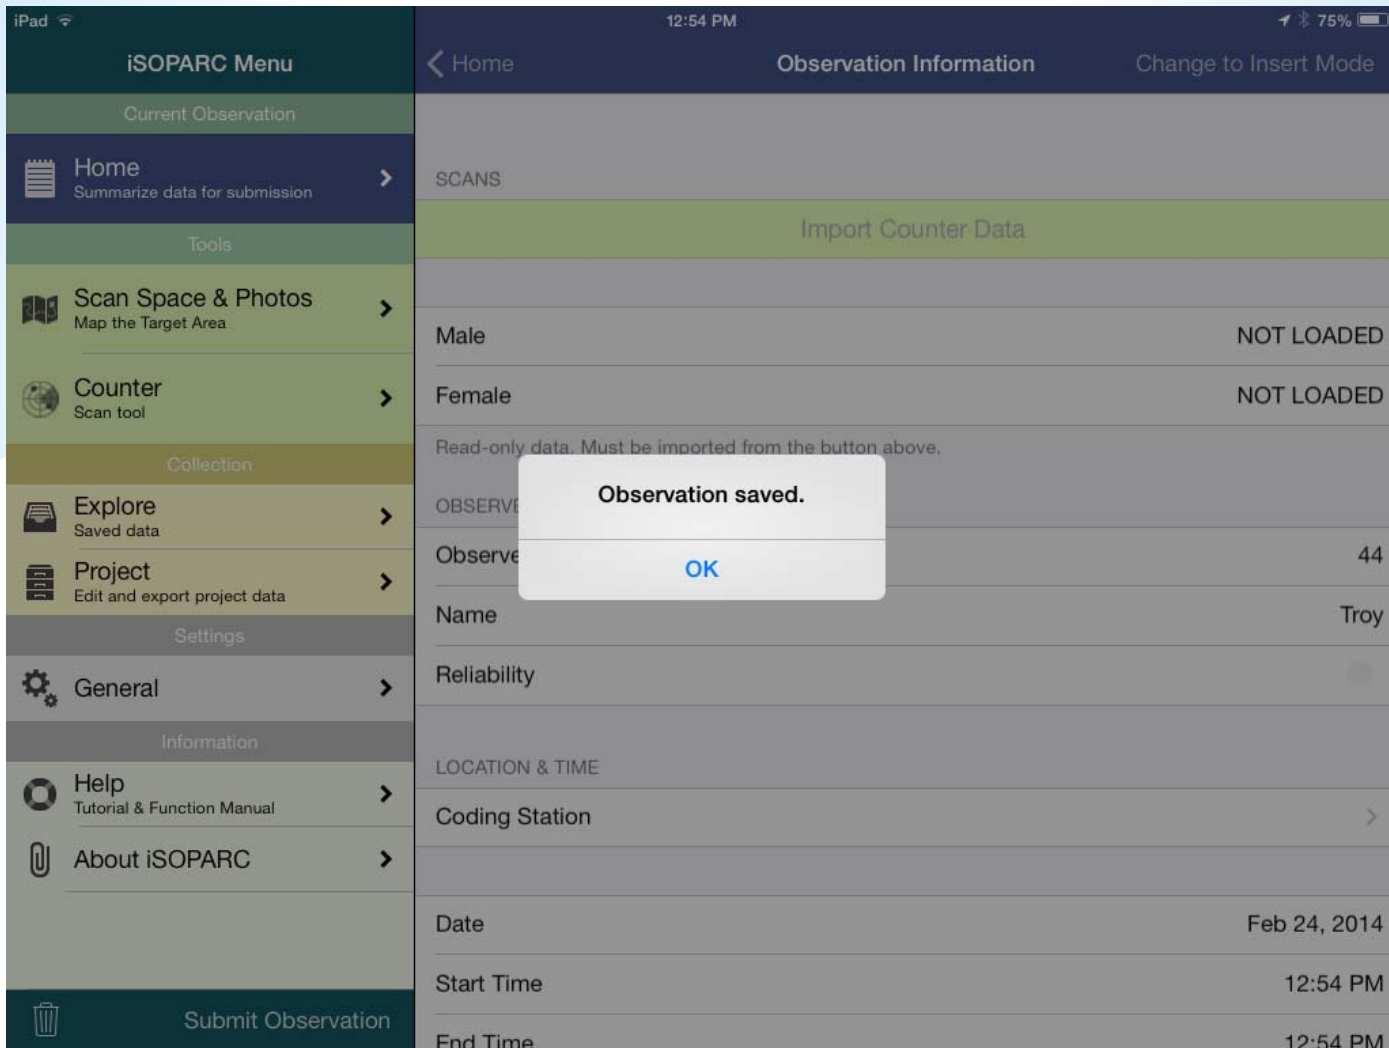 iPad
12:54 PM
75%
iSOPARC Menu
Home
Observation Information
Change to Insert Mode
Current Observation
Home
Summarize data for submission
Tools
Scan Space & Photos
Map the Target Area
Counter
Scan tool
Collection
Explore
Saved data
Project
Edit and export project data
Settings
General
Information
Help
Tutorial & Function Manual
About iSOPARC
Submit Observation
SCANS
Import Counter Data
Male NOT LOADED
Female NOT LOADED
Read-only data. Must be imported from the button above.
Observation saved.
OK
OBSERVE
Observe 44
Name Troy
Reliability
LOCATION & TIME
Coding Station
Date Feb 24, 2014
Start Time 12:54 PM
End Time 12:54 PM